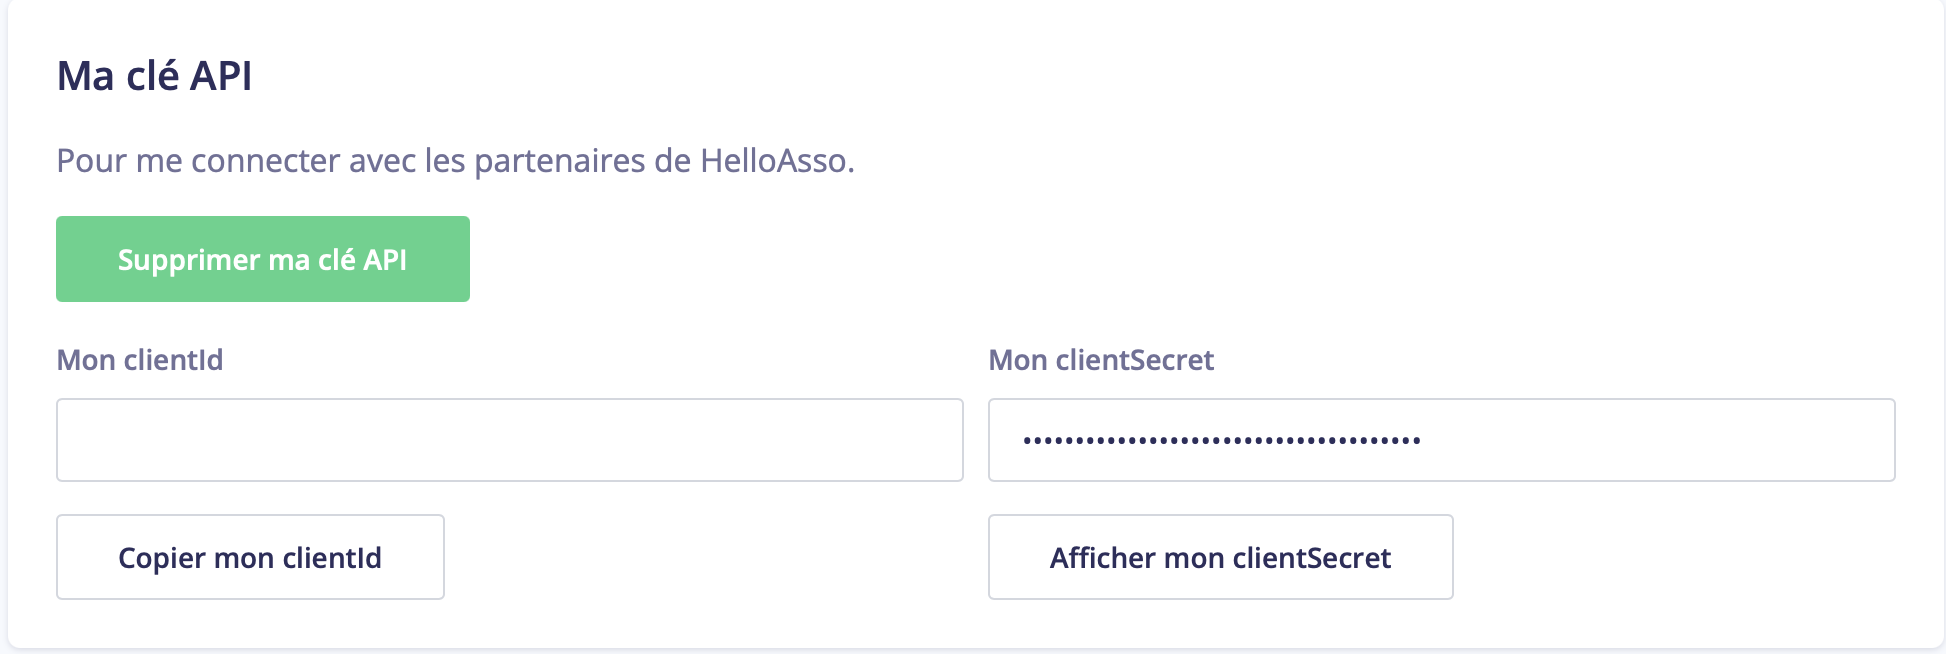 Ma clé API
Pour me connecter avec les partenaires de HelloAsso.
Supprimer ma clé API
Mon clientId
Mon clientSecret
••••••••••••••••••••••••••••••••••••••
Copier mon clientId
Afficher mon clientSecret